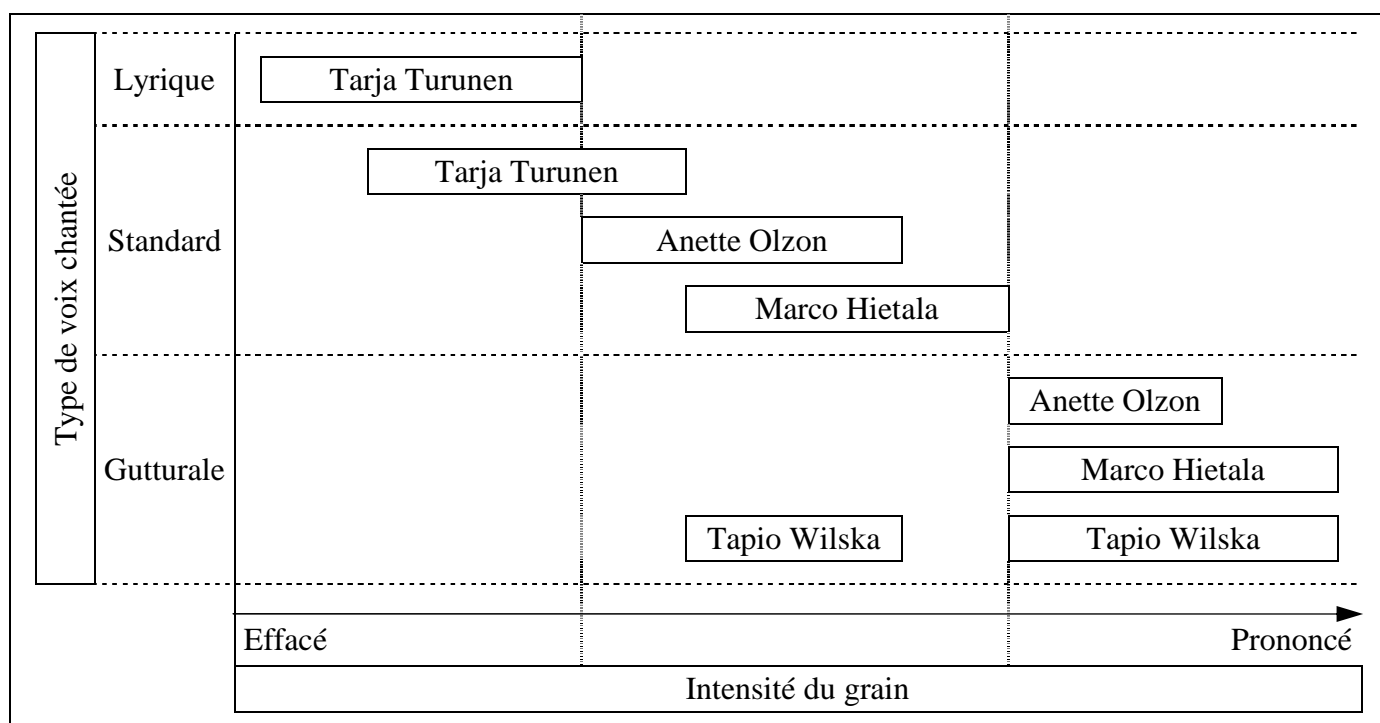 Type de voix chantée
Lyrique
Tarja Turunen
Standard
Tarja Turunen
Anette Olzon
Marco Hietala
Gutturale
Anette Olzon
Marco Hietala
Tapio Wilska
Tapio Wilska
Effacé
Prononcé
Intensité du grain